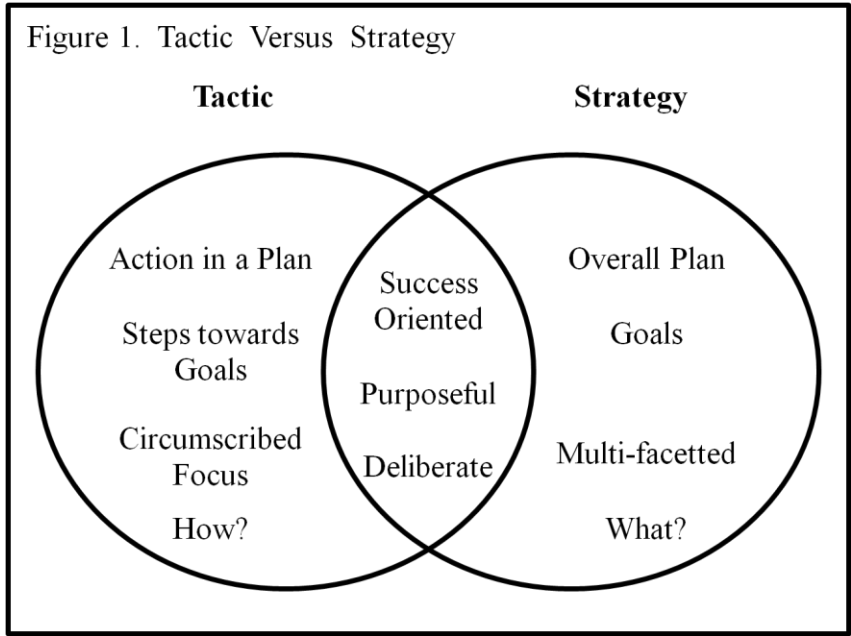 Figure 1. Tactic Versus Strategy
Tactic
Strategy
Action in a Plan
Steps towards
Goals
Circumscribed
Focus
How?
Success
Oriented
Purposeful
Deliberate
Overall Plan
Goals
Multi-facetted
What?